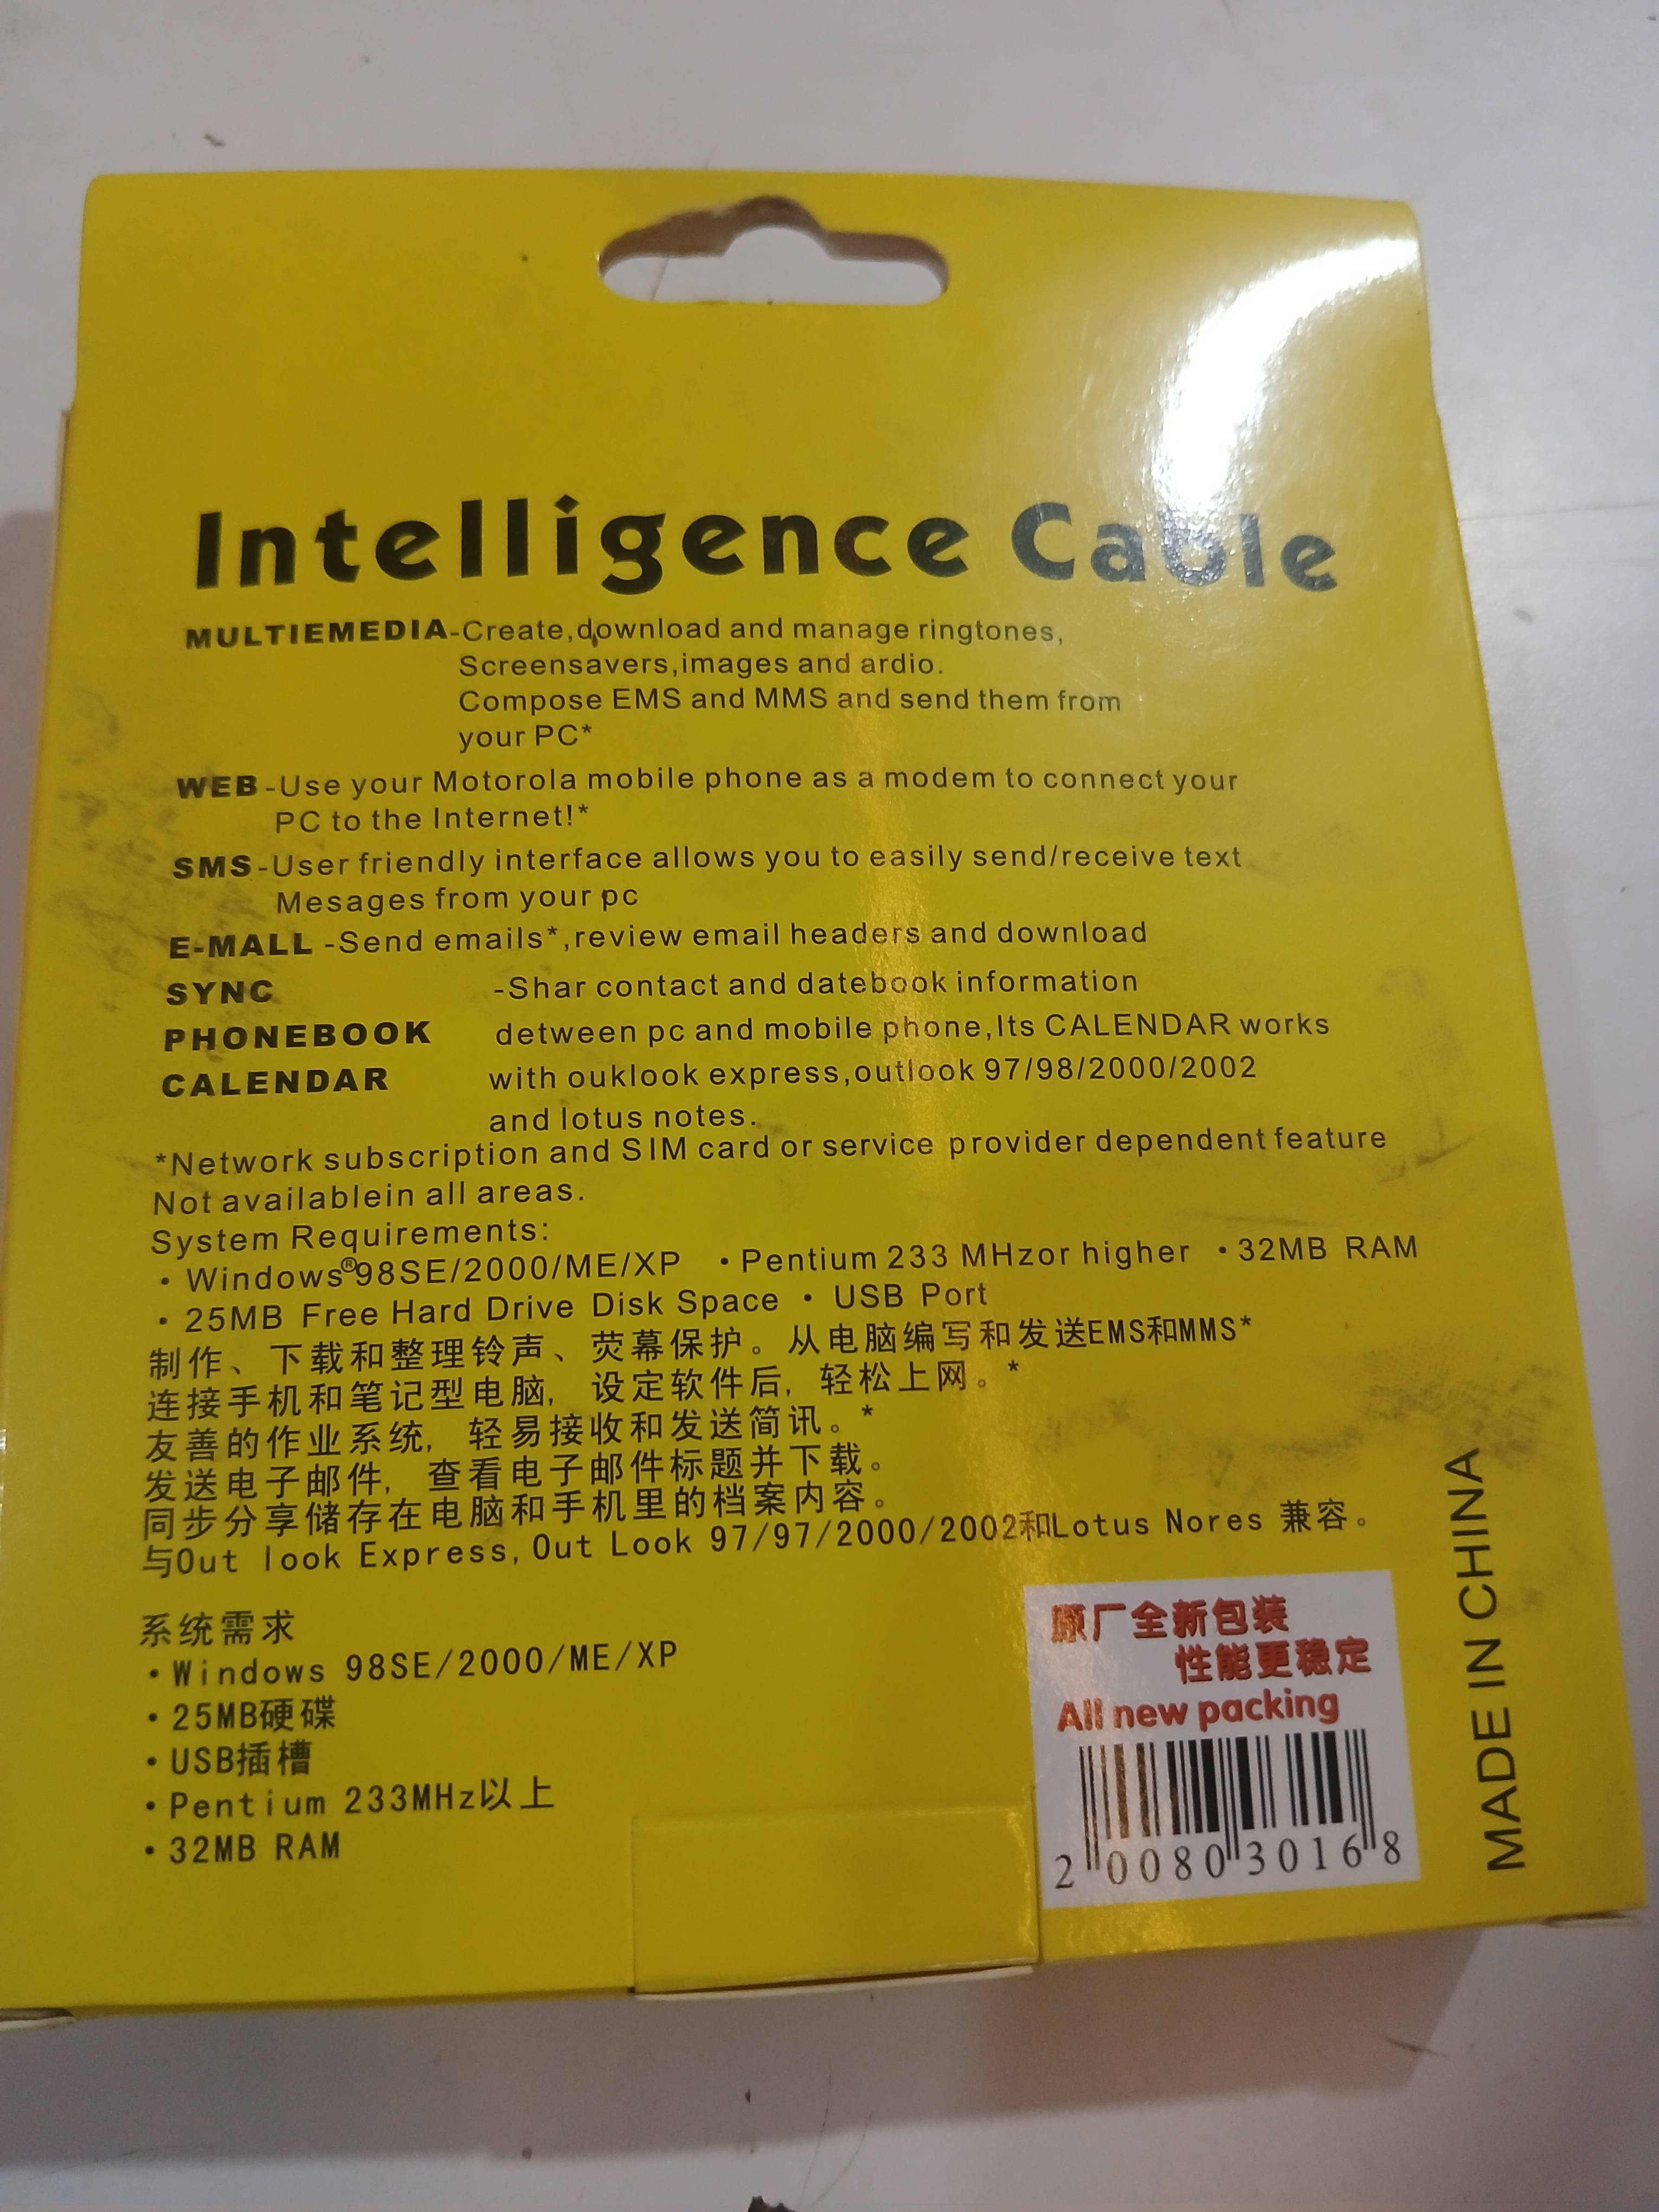 Intelligence Cable
MULTIEMEDIA-Create,download and manage ringtones,
Screensavers,images and ardio.
Compose EMS and MMS and send them from
your PC*
WEB-Use your Motorola mobile phone as a modem to connect your
PC to the Internet!*
SMS-User friendly interface allows you to easily send/receive text
Mesages from your pc
E-MALL -Send emails*,review email headers and download
SYNC -Shar contact and datebook information
PHONEBOOK detween pc and mobile phone,Its CALENDAR works
CALENDAR with ouklook express,outlook 97/98/2000/2002
and lotus notes.
*Network subscription and SIM card or service provider dependent feature
Not availablein all areas.
System Requirements:
• Windows®98SE/2000/ME/XP • Pentium 233 MHzor higher • 32MB RAM
• 25MB Free Hard Drive Disk Space • USB Port
制作、下载和整理铃声、荧幕保护。从电脑编写和发送EMS和MMS*
连接手机和笔记型电脑, 设定软件后, 轻松上网。*
友善的作业系统, 轻易接收和发送简讯。*
发送电子邮件, 查看电子邮件标题并下载。
同步分享储存在电脑和手机里的档案内容。
与Out look Express, Out Look 97/97/2000/2002和Lotus Nores 兼容。
系统需求
• Windows 98SE/2000/ME/XP
• 25MB硬碟
• USB插槽
• Pentium 233MHz以上
• 32MB RAM
原厂全新包装
性能更稳定
All new packing
2 00803 0168
MADE IN CHINA